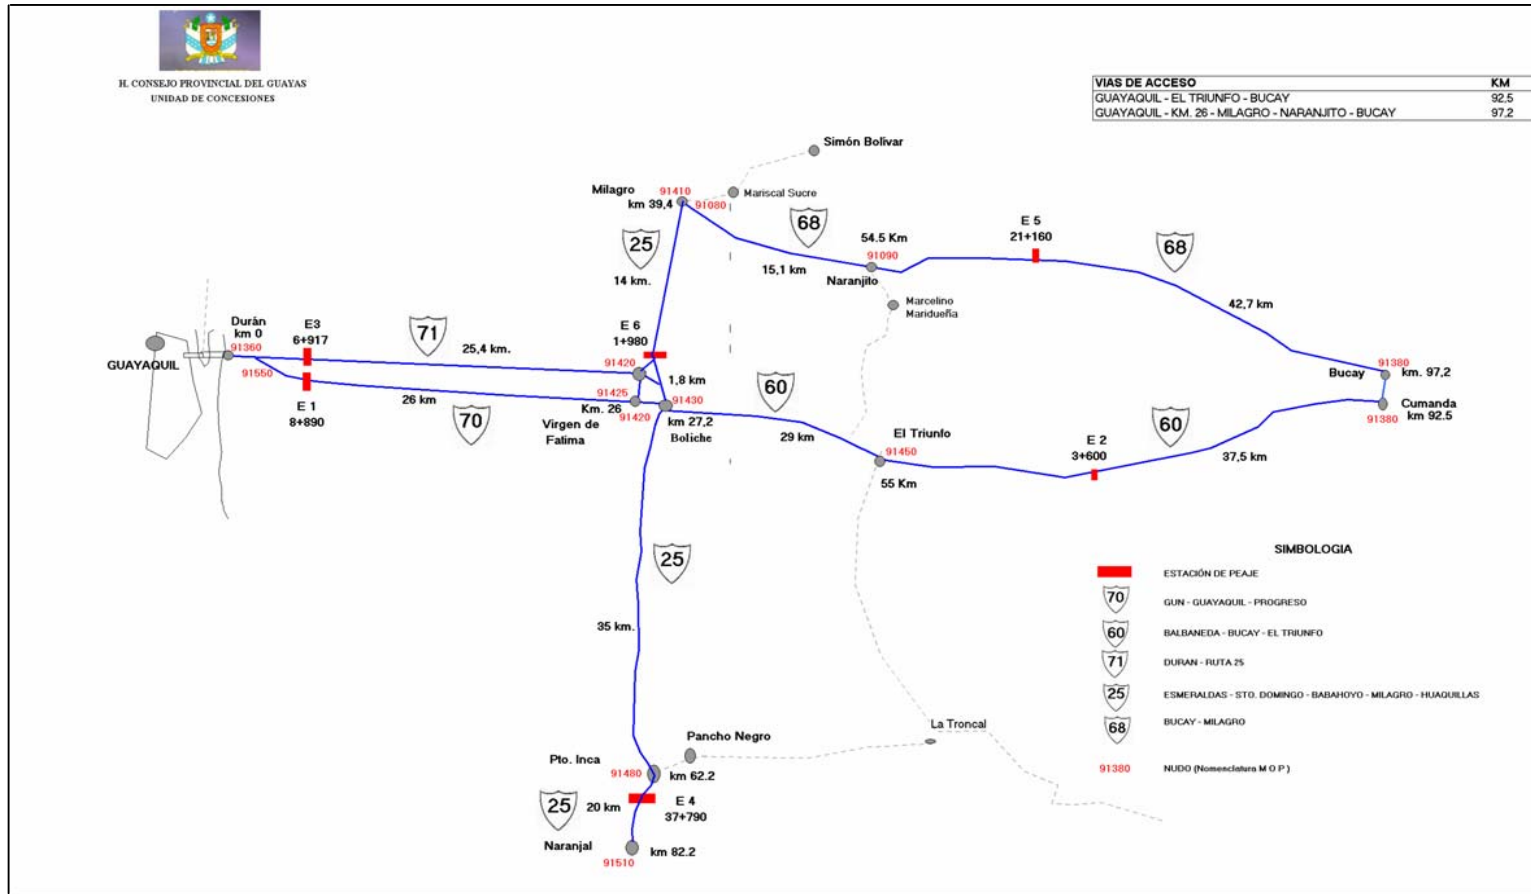 H. CONSEJO PROVINCIAL DEL GUAYAS
UNIDAD DE CONCESIONES
VIAS DE ACCESO KM
GUAYAQUIL - EL TRIUNFO - BUCAY 92,5
GUAYAQUIL - KM. 26 - MILAGRO - NARANJITO - BUCAY 97,2
Simón Bolívar
Mariscal Sucre
Milagro
91410
91080
km 39,4
68
25
14 km.
15,1 km
54.5 Km
91090
Naranjito
E 5
21+160
68
42,7 km
Marcelino
Maridueña
Durán
km 0
91360
GUAYAQUIL
91550
E3
6+917
71
25,4 km.
E 6
1+980
91420
1,8 km
91425
91430
Km. 26
91420
E 1
8+890
26 km
70
Virgen de
Fatima
km 27,2
Boliche
60
29 km
El Triunfo
91450
55 Km
E 2
3+600
60
37,5 km
91380
Bucay
km. 97,2
Cumanda
km 92.5
91380
25
35 km.
Pto. Inca
91480
km 62.2
Pancho Negro
La Troncal
25
20 km
E 4
37+790
Naranjal
km 82.2
91510
SIMBOLOGIA
ESTACIÓN DE PEAJE
70 GUN - GUAYAQUIL - PROGRESO
60 BALBANEDA - BUCAY - EL TRIUNFO
71 DURAN - RUTA 25
25 ESMERALDAS - STO. DOMINGO - BABAHOYO - MILAGRO - HUAQUILLAS
68 BUCAY - MILAGRO
91380 NUDO (Nomenclatura M O P )